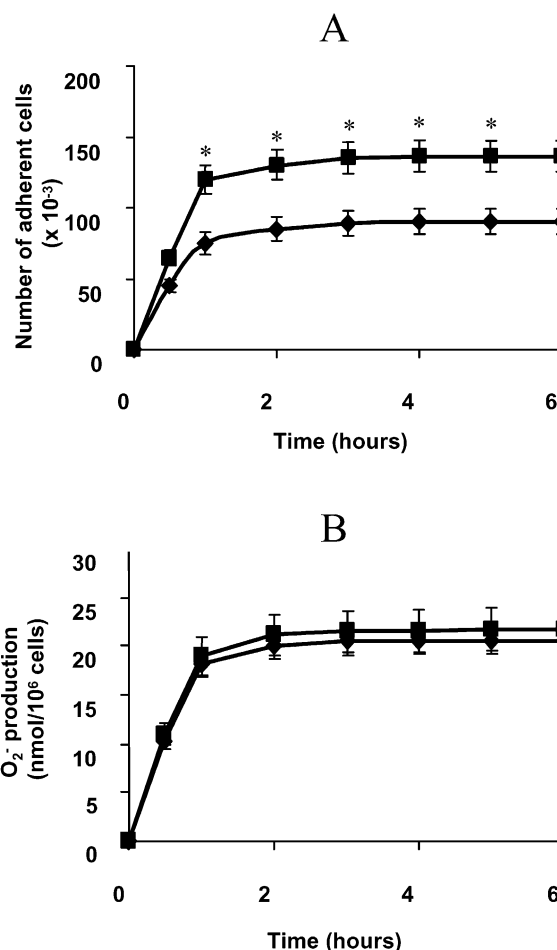 A
200
150
100
50
0
Number of adherent cells
(x 10⁻³)
* * * * *
0 2 4 6
Time (hours)
B
30
25
20
15
10
5
0
O₂⁻ production
(nmol/10⁶ cells)
0 2 4 6
Time (hours)